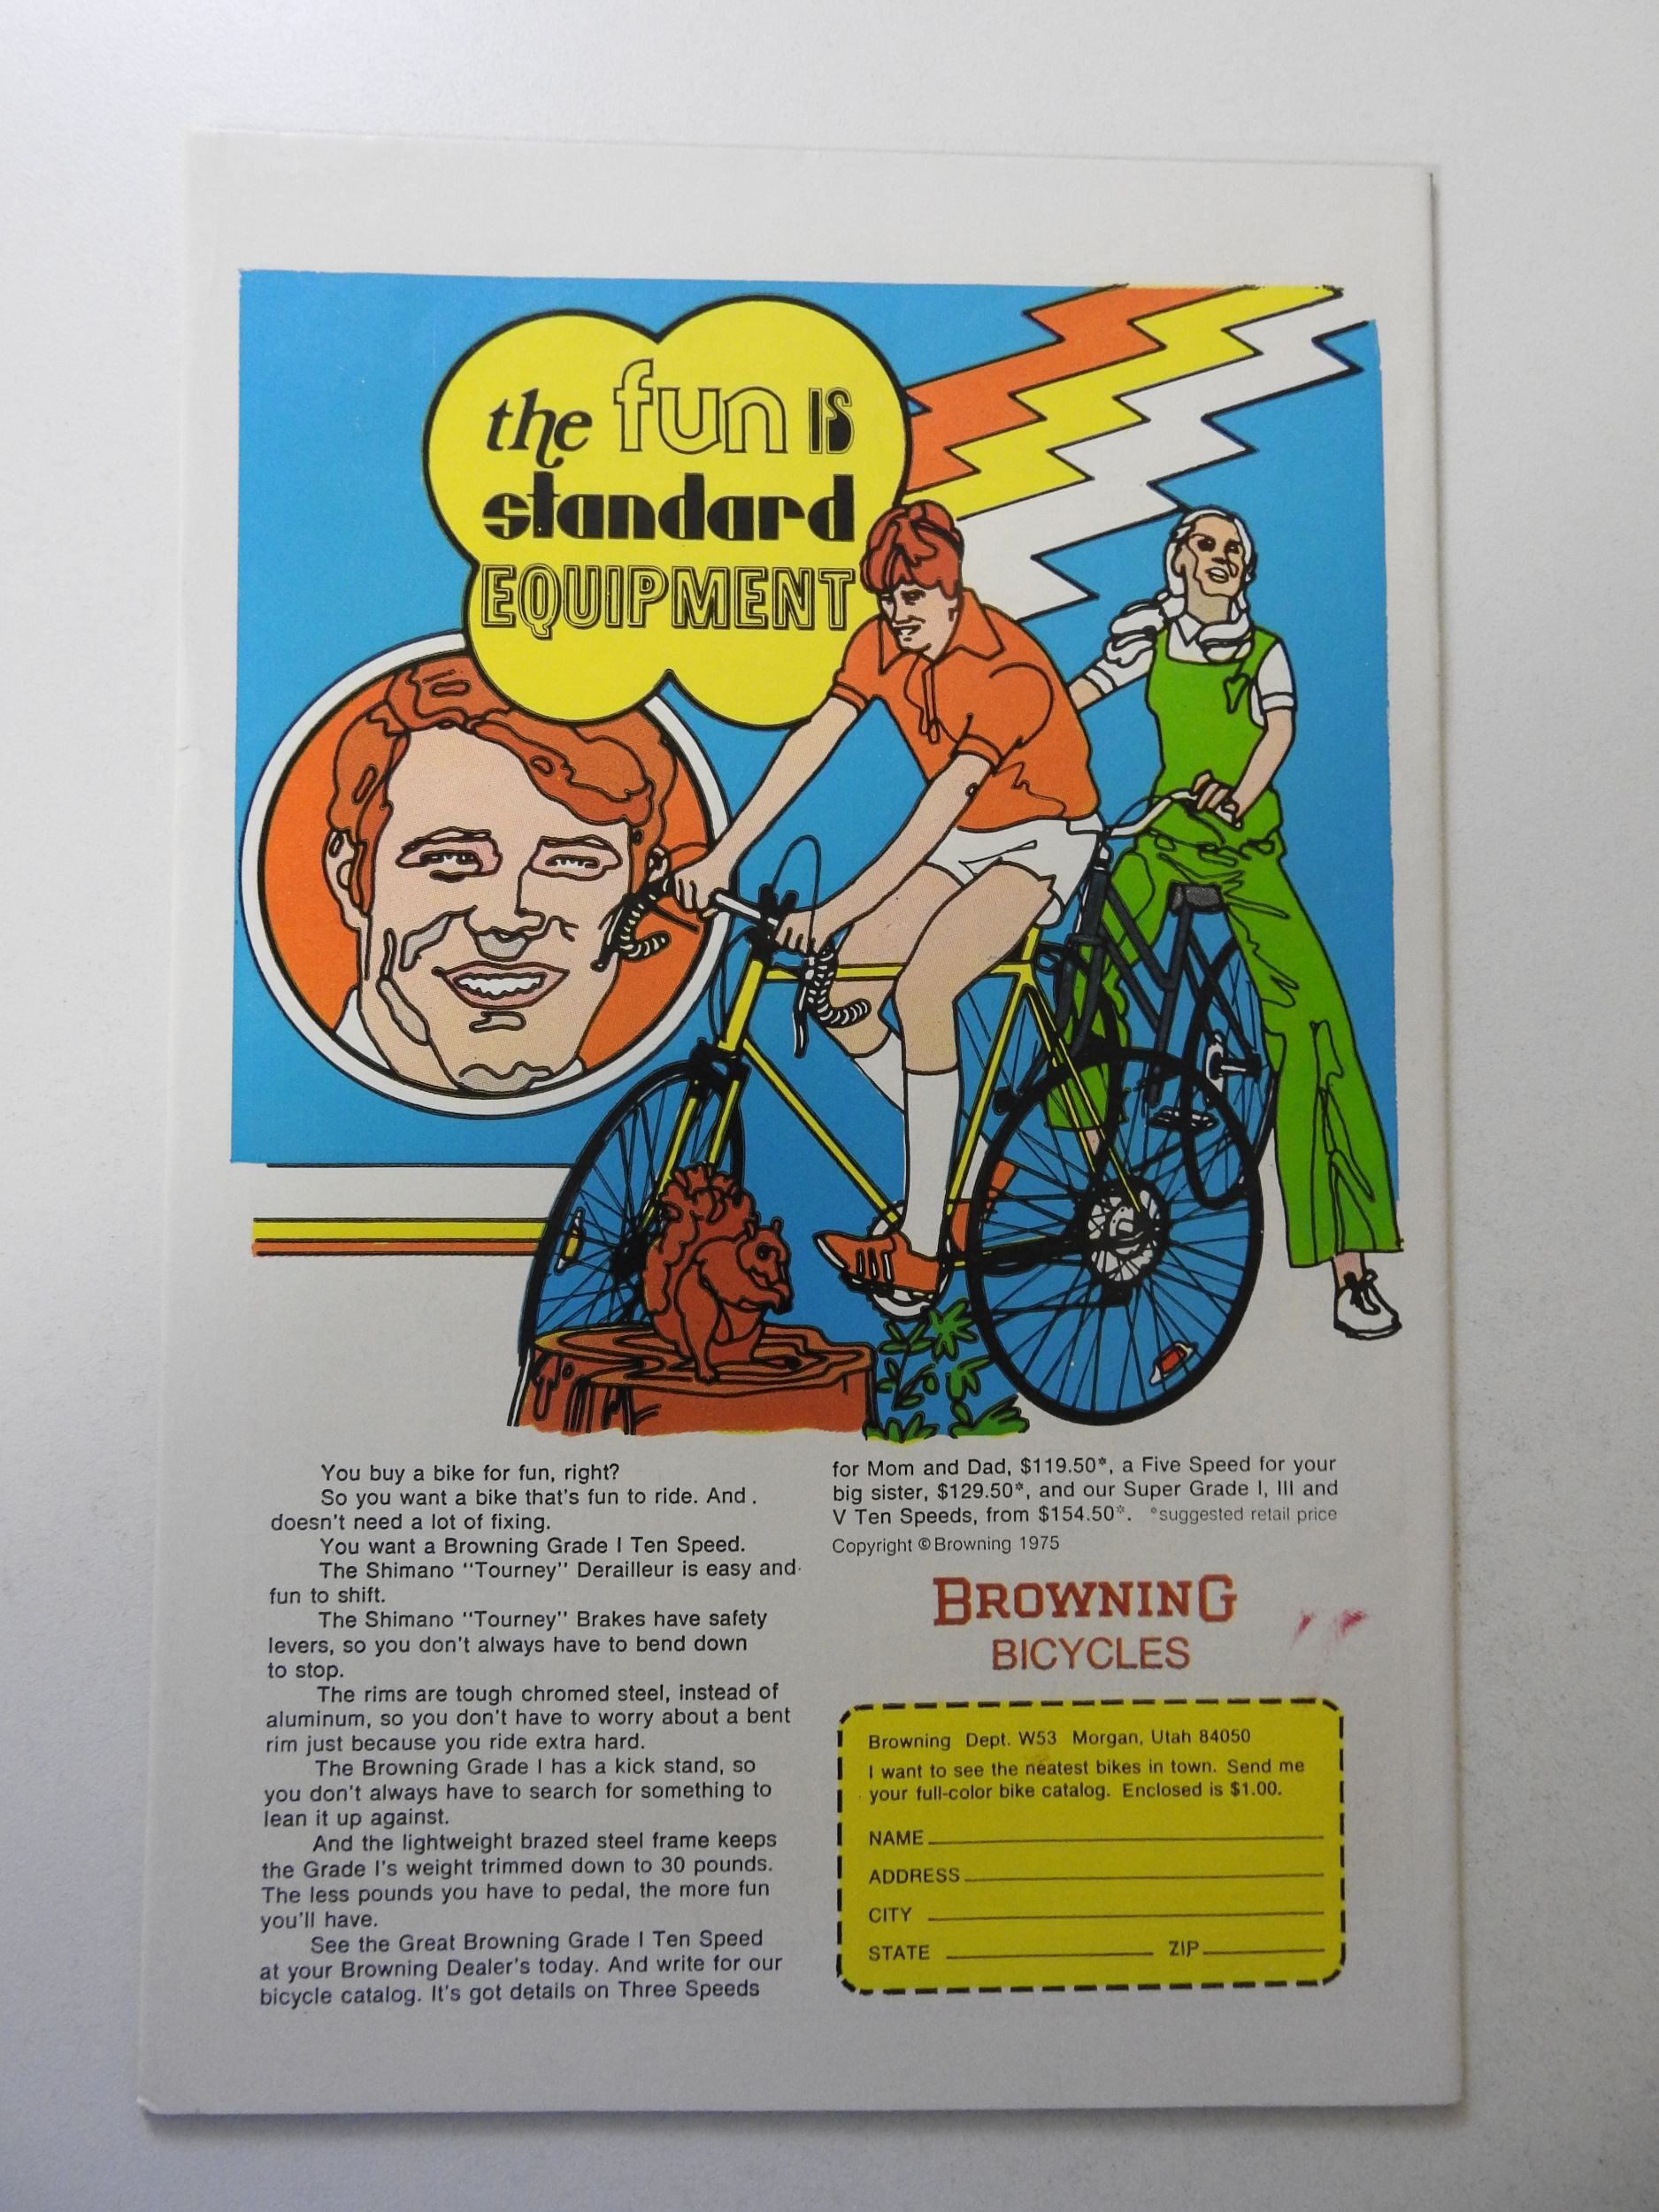 the fun IS
standard
EQUIPMENT
You buy a bike for fun, right?
So you want a bike that's fun to ride. And
doesn't need a lot of fixing.
You want a Browning Grade I Ten Speed.
The Shimano "Tourney" Derailleur is easy and
fun to shift.
The Shimano "Tourney" Brakes have safety
levers, so you don't always have to bend down
to stop.
The rims are tough chromed steel, instead of
aluminum, so you don't have to worry about a bent
rim just because you ride extra hard.
The Browning Grade I has a kick stand, so
you don't always have to search for something to
lean it up against.
And the lightweight brazed steel frame keeps
the Grade I's weight trimmed down to 30 pounds.
The less pounds you have to pedal, the more fun
you'll have.
See the Great Browning Grade I Ten Speed
at your Browning Dealer's today. And write for our
bicycle catalog. It's got details on Three Speeds
for Mom and Dad, $119.50*, a Five Speed for your
big sister, $129.50*, and our Super Grade I, III and
V Ten Speeds, from $154.50*. *suggested retail price
Copyright © Browning 1975
BROWNING
BICYCLES
Browning Dept. W53 Morgan, Utah 84050
I want to see the neatest bikes in town. Send me
your full-color bike catalog. Enclosed is $1.00.
NAME
ADDRESS
CITY
STATE ZIP